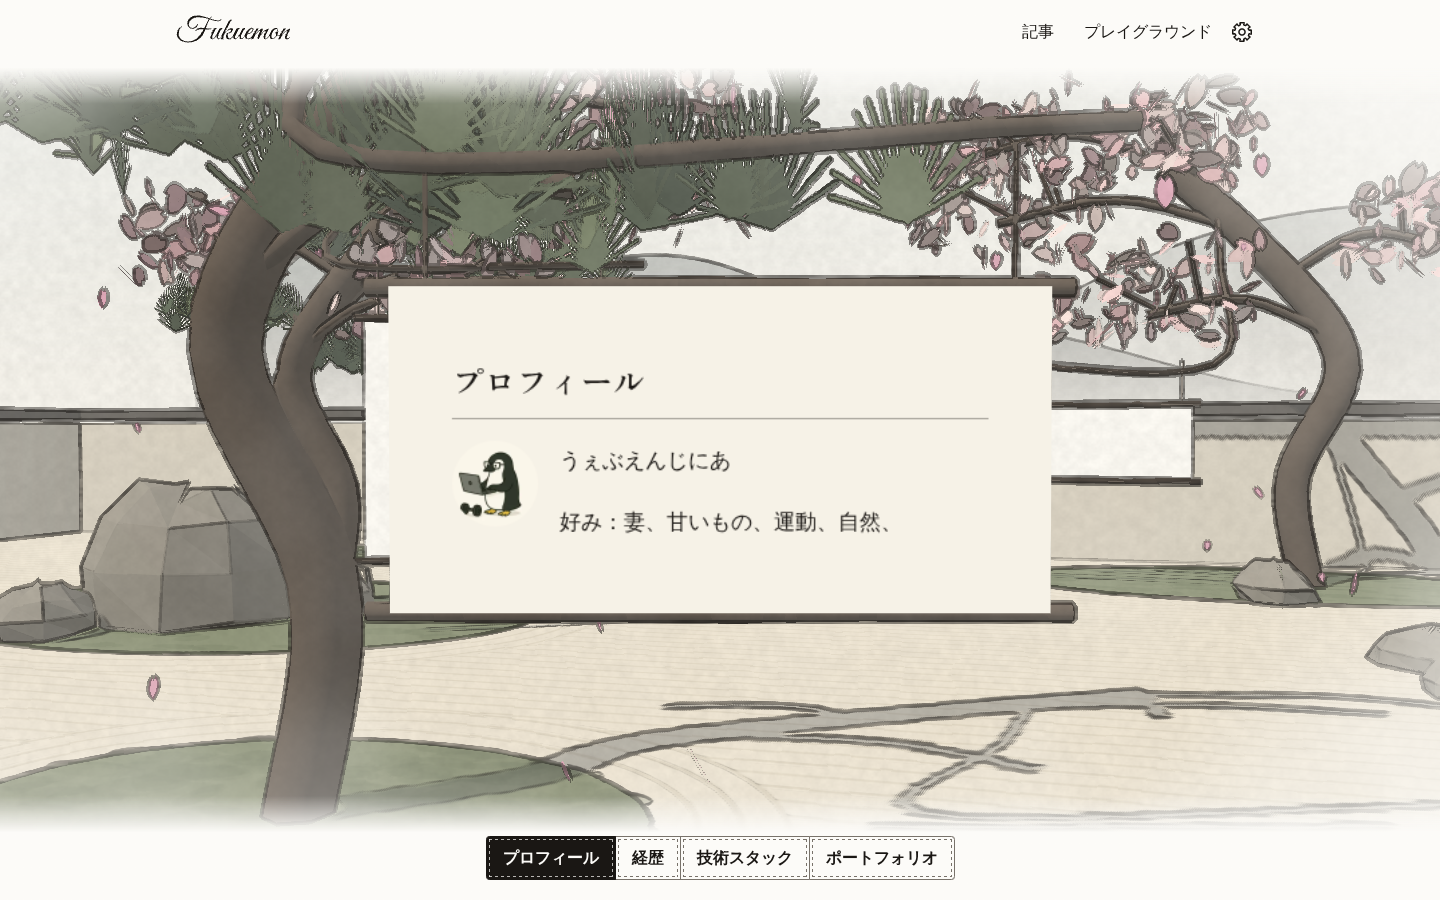 Fukuemon
記事 プレイグラウンド
プロフィール
うぇぶえんじにあ
好み：妻、甘いもの、運動、自然、
プロフィール 経歴 技術スタック ポートフォリオ